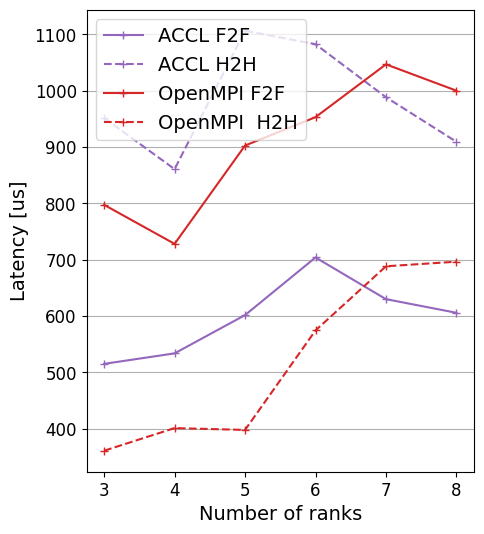 ACCL F2F
ACCL H2H
OpenMPI F2F
OpenMPI  H2H
1100
1000
900
800
700
600
500
400
Latency [us]
3 4 5 6 7 8
Number of ranks